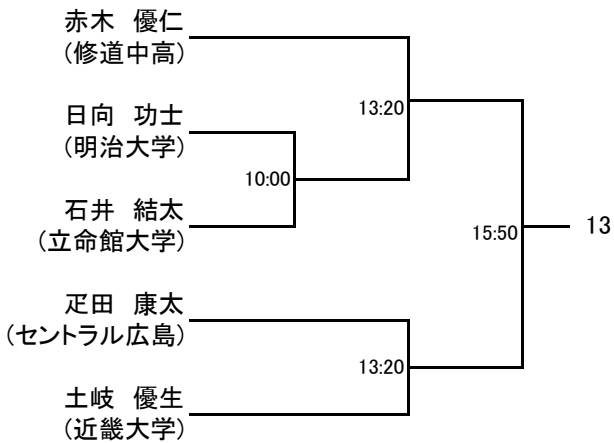 赤木　優仁
(修道中高)
13:20
日向　功士
(明治大学)
10:00
石井　結太
(立命館大学)
15:50
13
疋田　康太
(セントラル広島)
13:20
土岐　優生
(近畿大学)